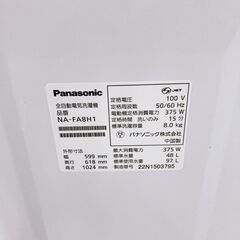 Panasonic
全自動電気洗濯機
品番
NA-FA8H1
外形寸法
幅 599 mm
奥行 618 mm
高さ 1024 mm
JET
定格電圧 100 V
定格周波数 50/60 Hz
電動機定格消費電力 375 W
定格時間 洗いのみ 15 分
標準洗濯容量 8.0 kg
パナソニック株式会社
中国製
最大消費電力 375 W
標準水量 48 L
標準使用水量 97 L
製造番号 22N1503795